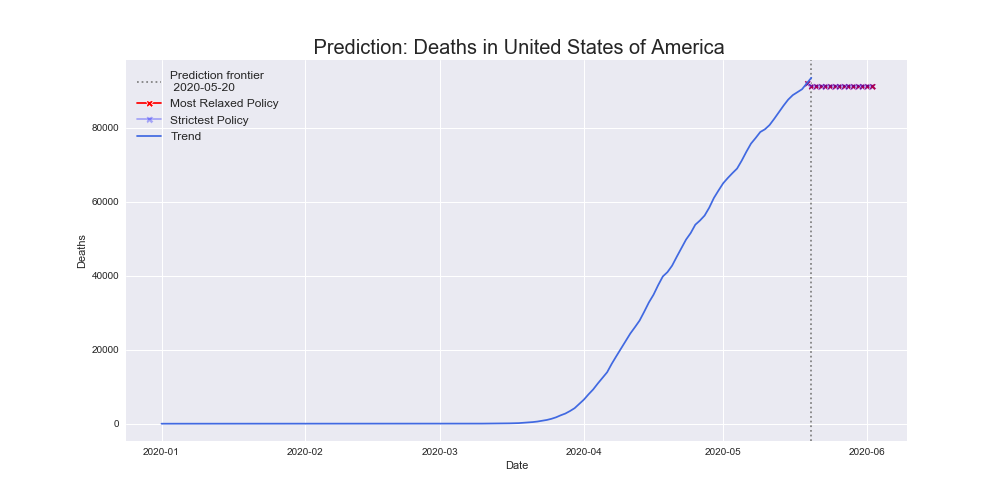 Prediction: Deaths in United States of America
Prediction frontier
2020-05-20
Most Relaxed Policy
Strictest Policy
Trend
Deaths
80000
60000
40000
20000
0
2020-01
2020-02
2020-03
2020-04
2020-05
2020-06
Date